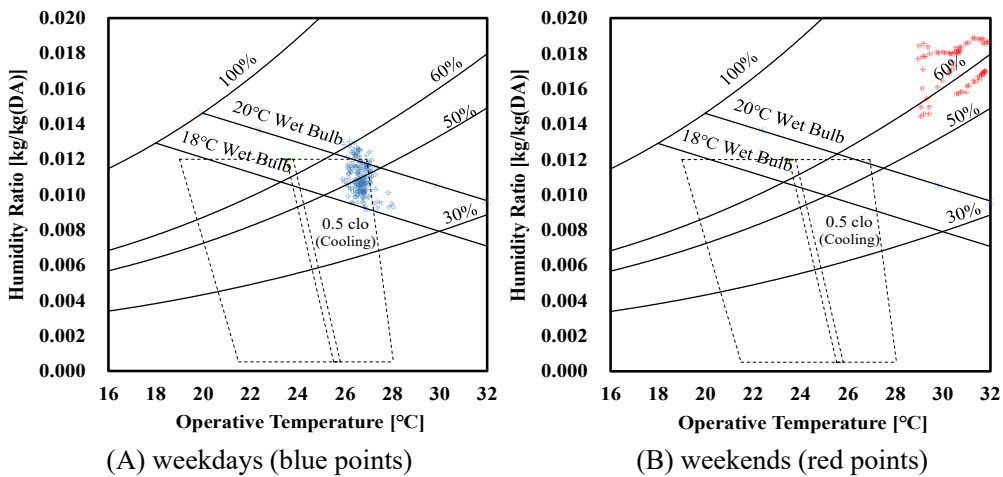 0.020
0.018
0.016
0.014
0.012
0.010
0.008
0.006
0.004
0.002
0.000
Humidity Ratio [kg/kg(DA)]
100%
60%
50%
30%
20℃ Wet Bulb
18℃ Wet Bulb
0.5 clo
(Cooling)
16 18 20 22 24 26 28 30 32
Operative Temperature [℃]
(A) weekdays (blue points)
0.020
0.018
0.016
0.014
0.012
0.010
0.008
0.006
0.004
0.002
0.000
Humidity Ratio [kg/kg(DA)]
100%
60%
50%
30%
20℃ Wet Bulb
18℃ Wet Bulb
0.5 clo
(Cooling)
16 18 20 22 24 26 28 30 32
Operative Temperature [℃]
(B) weekends (red points)